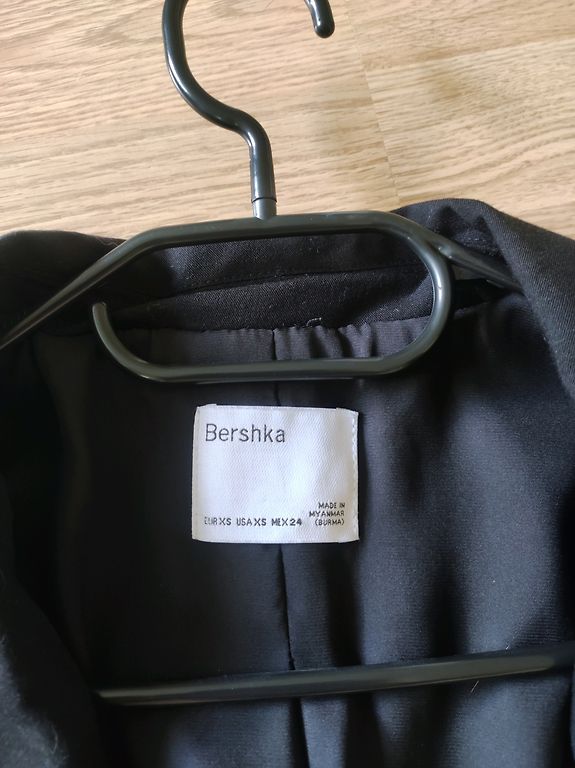 Bershka
MADE IN
MYANMAR
(BURMA)
EUR XS USA XS MEX 24